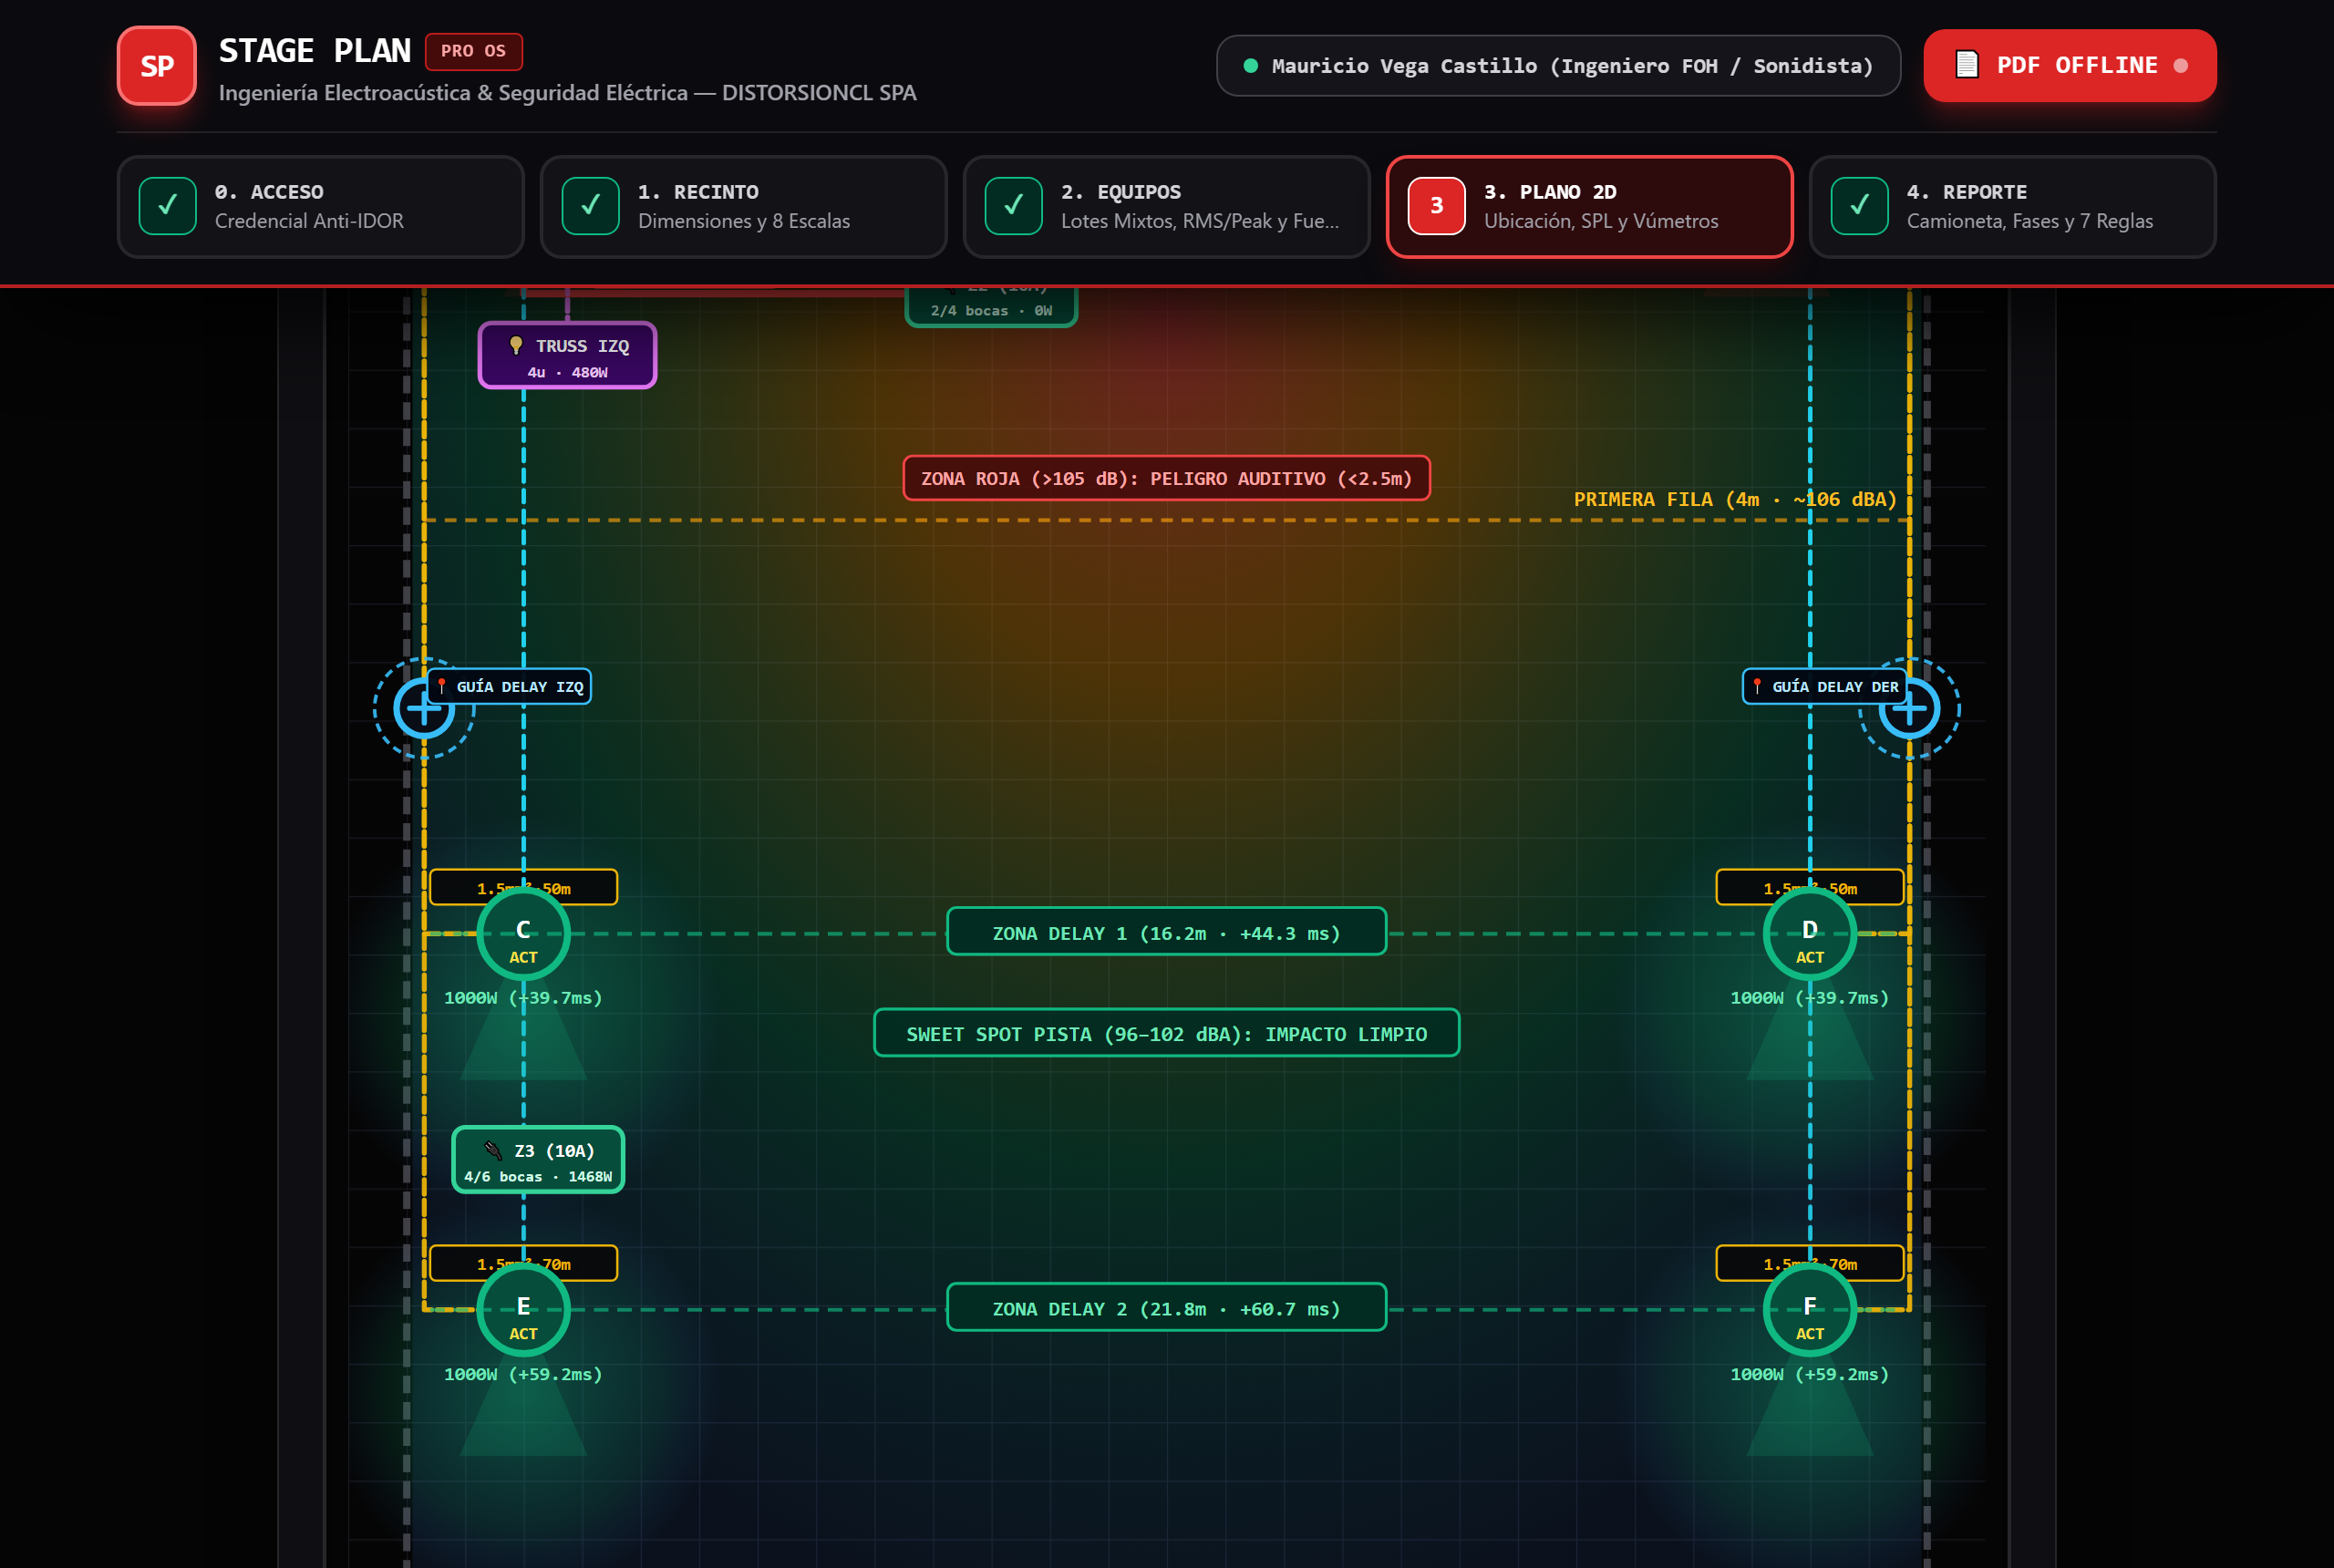 SP
STAGE PLAN
PRO OS
Ingeniería Electroacústica & Seguridad Eléctrica — DISTORSIONCL SPA
Mauricio Vega Castillo (Ingeniero FOH / Sonidista)
PDF OFFLINE
0. ACCESO
Credencial Anti-IDOR
1. RECINTO
Dimensiones y 8 Escalas
2. EQUIPOS
Lotes Mixtos, RMS/Peak y Fue...
3
3. PLANO 2D
Ubicación, SPL y Vúmetros
4. REPORTE
Camioneta, Fases y 7 Reglas
2/4 bocas · 0W
TRUSS IZQ
4u · 480W
ZONA ROJA (>105 dB): PELIGRO AUDITIVO (<2.5m)
PRIMERA FILA (4m · ~106 dBA)
GUÍA DELAY IZQ
GUÍA DELAY DER
C
ACT
1000W (+39.7ms)
ZONA DELAY 1 (16.2m · +44.3 ms)
D
ACT
1000W (+39.7ms)
SWEET SPOT PISTA (96–102 dBA): IMPACTO LIMPIO
Z3 (10A)
4/6 bocas · 1468W
E
ACT
1000W (+59.2ms)
ZONA DELAY 2 (21.8m · +60.7 ms)
F
ACT
1000W (+59.2ms)